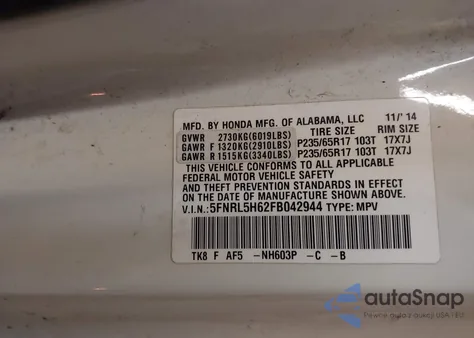 MFD. BY HONDA MFG. OF ALABAMA, LLC 11/'14
GVWR 2730KG(6019LBS) TIRE SIZE RIM SIZE
GAWR F 1320KG(2910LBS) P235/65R17 103T 17X7J
GAWR R 1515KG(3340LBS) P235/65R17 103T 17X7J
THIS VEHICLE CONFORMS TO ALL APPLICABLE
FEDERAL MOTOR VEHICLE SAFETY
AND THEFT PREVENTION STANDARDS IN EFFECT
ON THE DATE OF MANUFACTURE SHOWN ABOVE.
V.I.N.: 5FNRL5H62FB042944 TYPE: MPV
TK8 F AF5 -NH603P -C -B
autoSnap